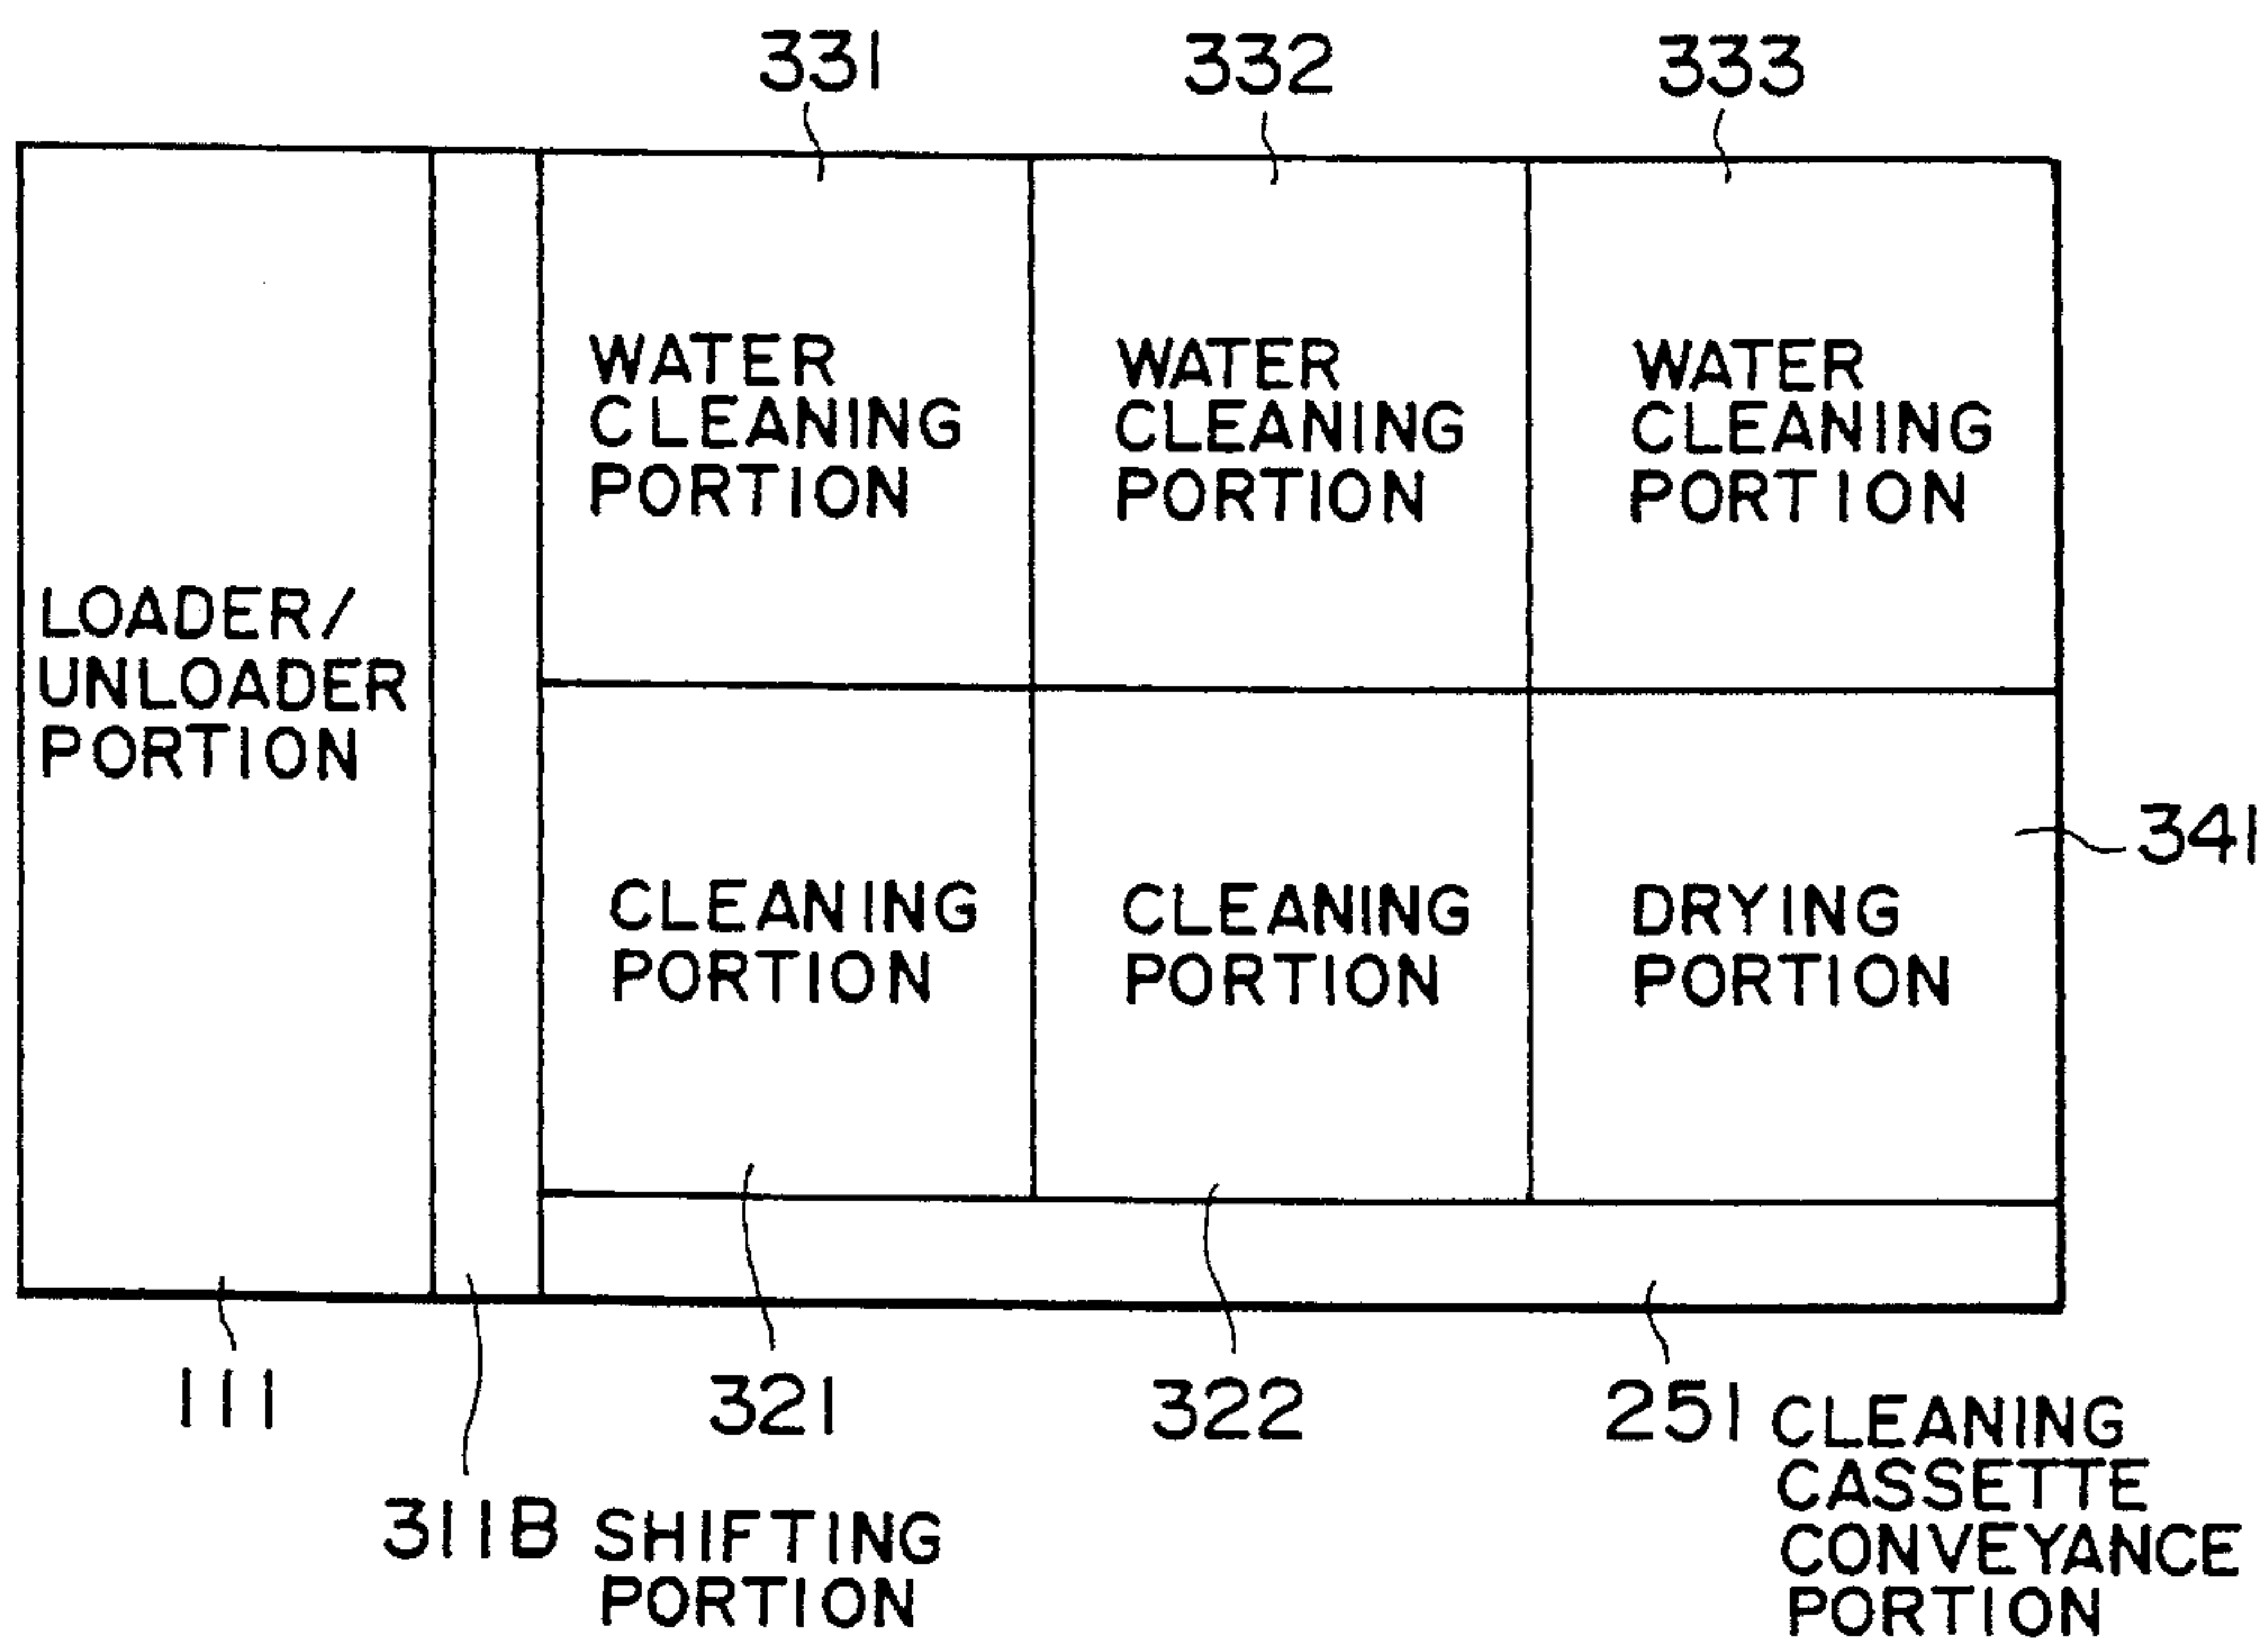 331
332
333
WATER
CLEANING
PORTION
WATER
CLEANING
PORTION
WATER
CLEANING
PORTION
LOADER/
UNLOADER
PORTION
341
CLEANING
PORTION
CLEANING
PORTION
DRYING
PORTION
111
321
322
251 CLEANING
CASSETTE
CONVEYANCE
PORTION
311B SHIFTING
PORTION